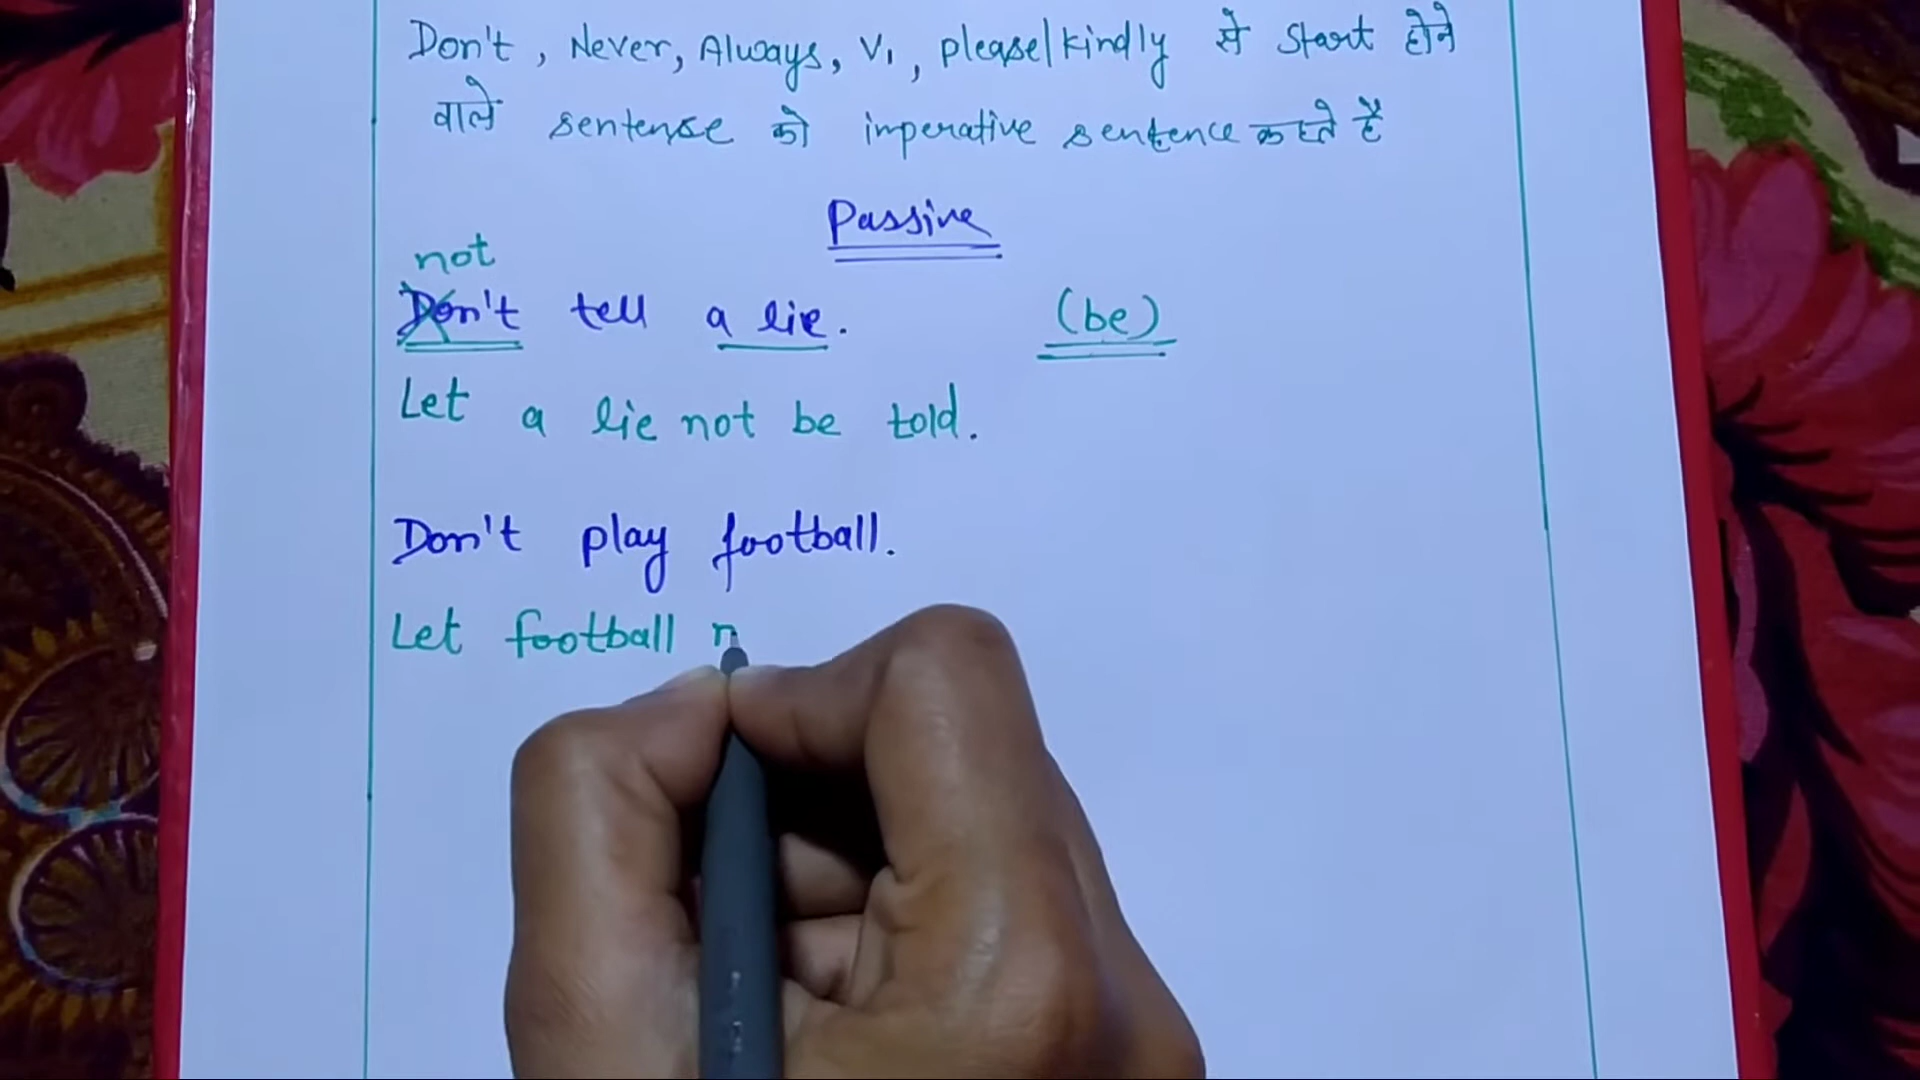 Don't, Never, Always, V₁, please/kindly से start होने
वाले sentense को imperative sentence कहते हैं
Passive
not
Don't tell a lie. (be)
Let a lie not be told.
Don't play football.
Let football n